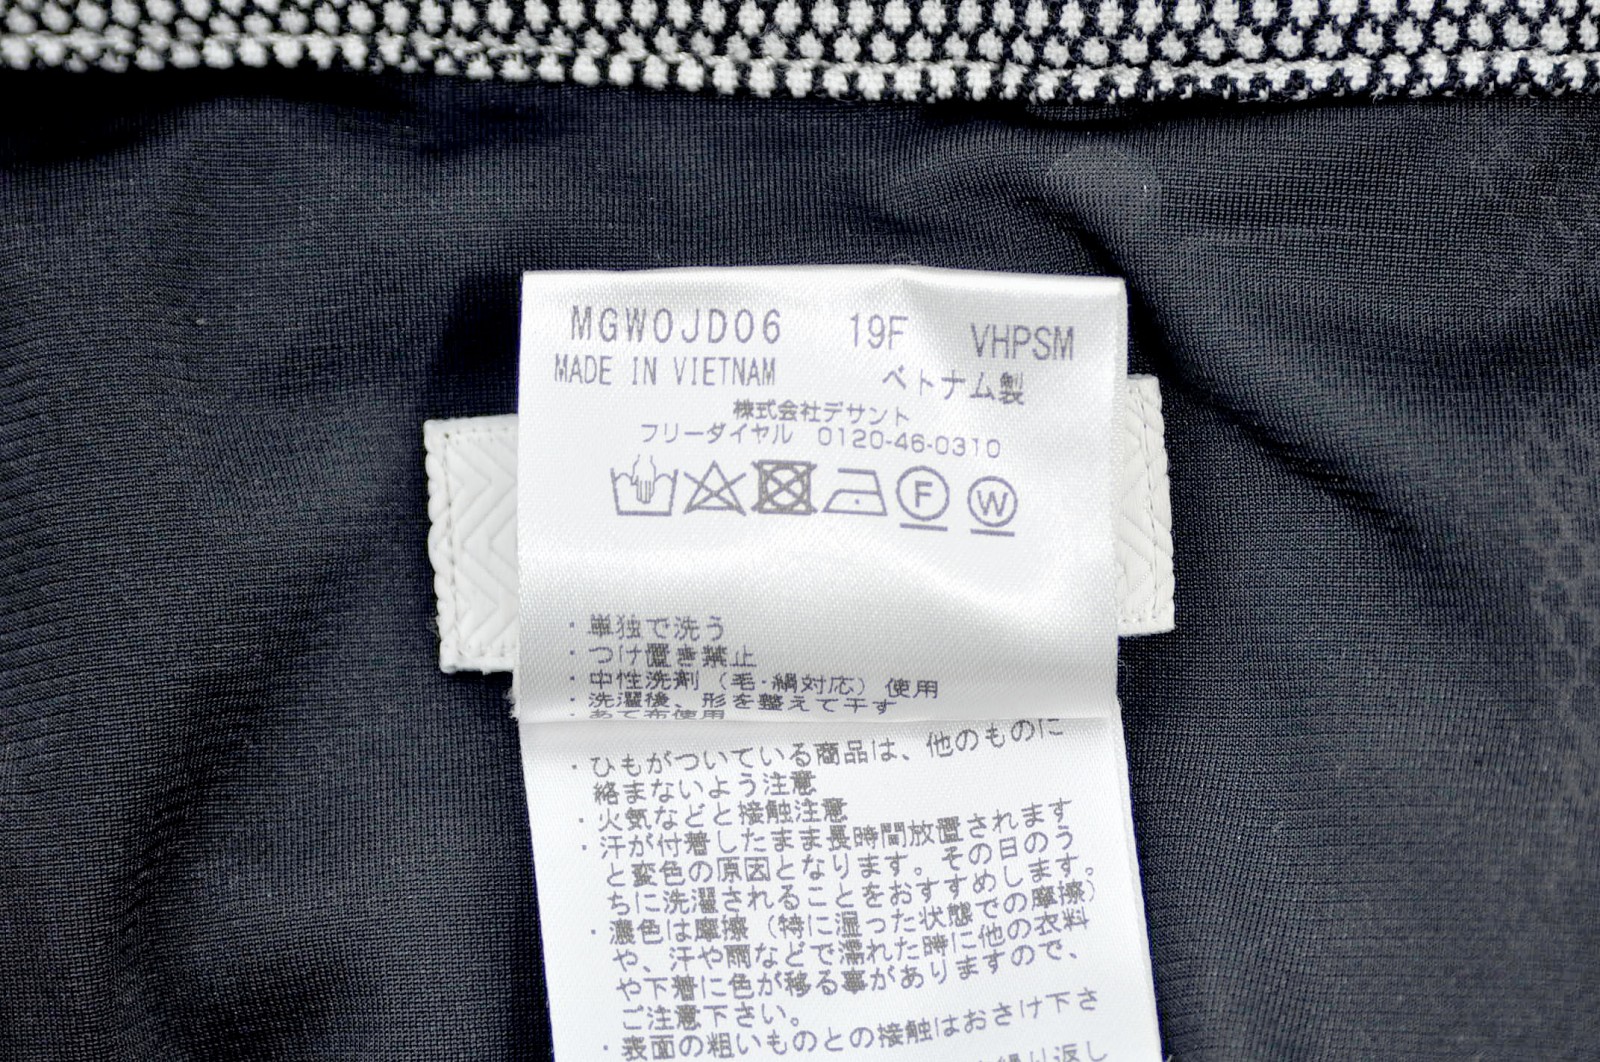 MGWOJD06 19F VHPSM
MADE IN VIETNAM ベトナム製
株式会社デサント
フリーダイヤル 0120-46-0310
F W
・単独で洗う
・つけ置き禁止
・中性洗剤（毛・絹対応）使用
・洗濯後、形を整えて干す
・あて布使用
・ひもがついている商品は、他のものに
絡まないよう注意
・火気などと接触注意
・汗が付着したまま長時間放置されます
と変色の原因となります。その日のう
ちに洗濯されることをおすすめします。
・濃色は摩擦（特に湿った状態での摩擦）
や、汗や雨などで濡れた時に他の衣料
や下着に色が移る事がありますので、
ご注意下さい。
・表面の粗いものとの接触はおさけ下さ
繰り返し